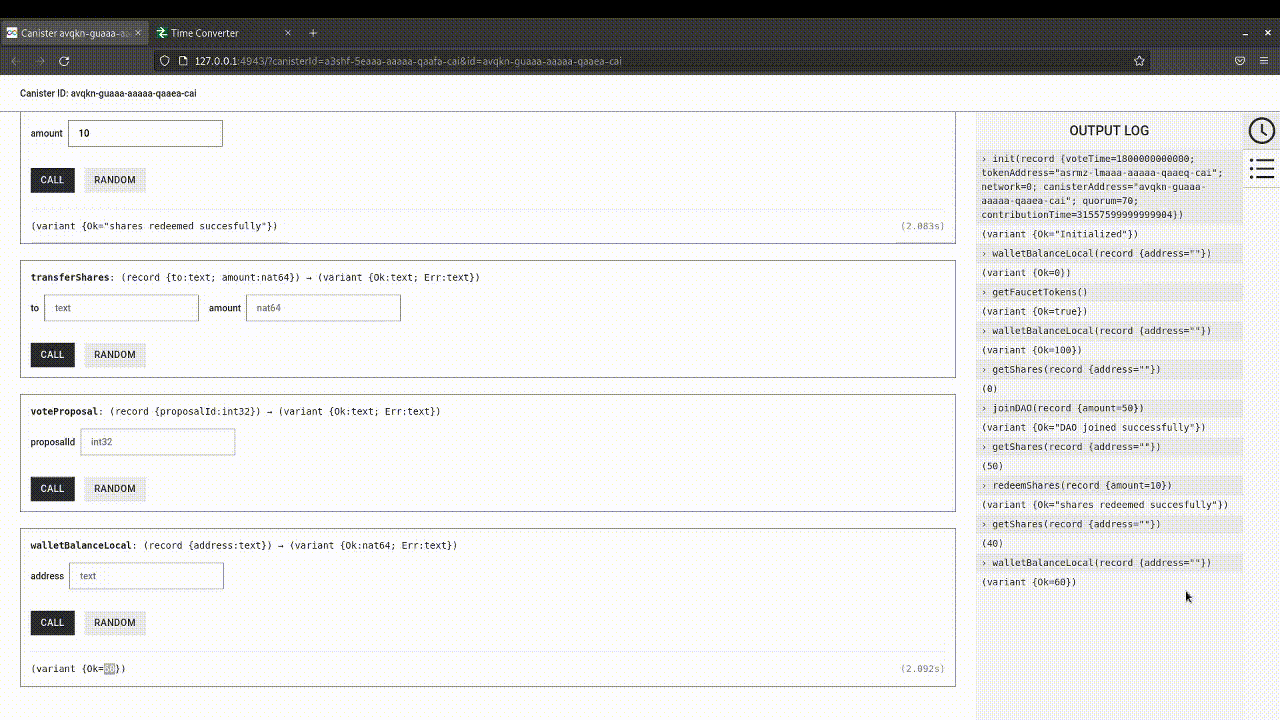 Canister avqkn-guaaa-aa
Time Converter
127.0.0.1:4943/?canisterId=a3shf-5eaaa-aaaaa-qaafa-cai&id=avqkn-guaaa-aaaaa-qaaea-cai
Canister ID: avqkn-guaaa-aaaaa-qaaea-cai
amount 10
CALL RANDOM
(variant {Ok="shares redeemed succesfully"}) (2.083s)
transferShares: (record {to:text; amount:nat64}) → (variant {Ok:text; Err:text})
to text amount nat64
CALL RANDOM
voteProposal: (record {proposalId:int32}) → (variant {Ok:text; Err:text})
proposalId int32
CALL RANDOM
walletBalanceLocal: (record {address:text}) → (variant {Ok:nat64; Err:text})
address text
CALL RANDOM
(variant {Ok=60}) (2.092s)
OUTPUT LOG
› init(record {voteTime=1800000000000;
tokenAddress="asrmz-lmaaa-aaaaa-qaaeq-cai";
network=0; canisterAddress="avqkn-guaaa-
aaaaa-qaaea-cai"; quorum=70;
contributionTime=31557599999999904})
(variant {Ok="Initialized"})
› walletBalanceLocal(record {address=""})
(variant {Ok=0})
› getFaucetTokens()
(variant {Ok=true})
› walletBalanceLocal(record {address=""})
(variant {Ok=100})
› getShares(record {address=""})
(0)
› joinDAO(record {amount=50})
(variant {Ok="DAO joined successfully"})
› getShares(record {address=""})
(50)
› redeemShares(record {amount=10})
(variant {Ok="shares redeemed succesfully"})
› getShares(record {address=""})
(40)
› walletBalanceLocal(record {address=""})
(variant {Ok=60})